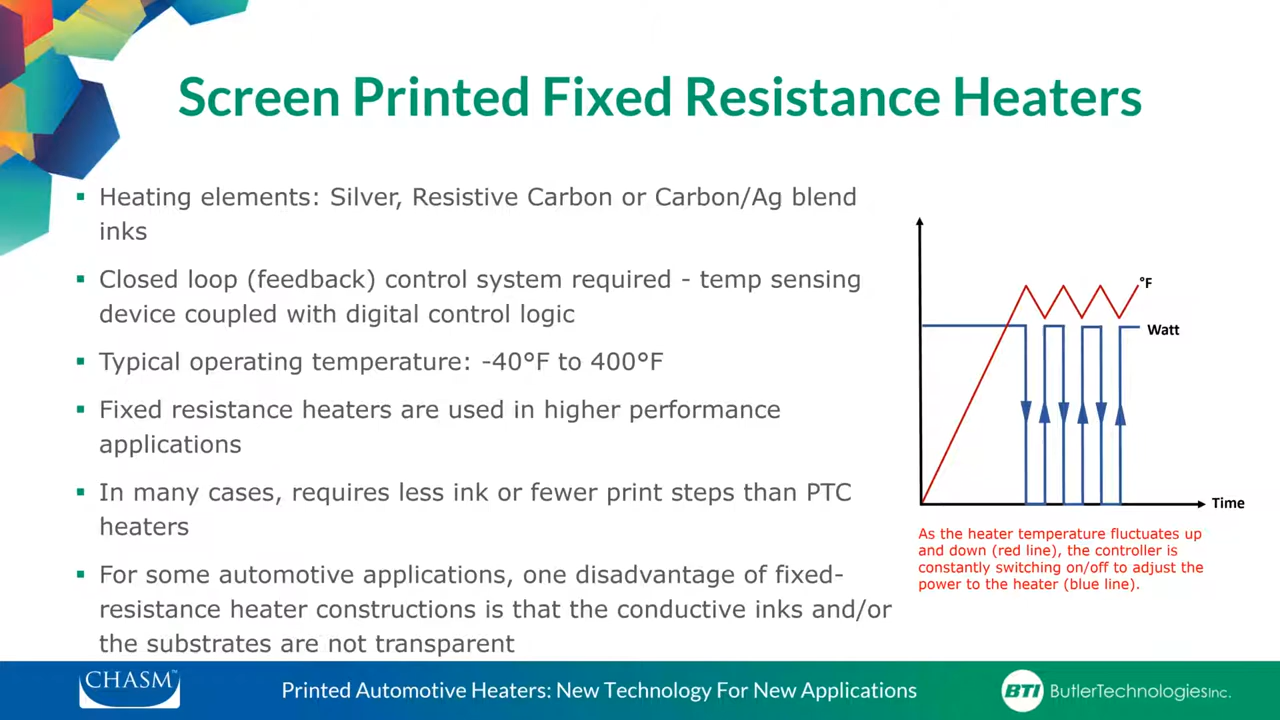 Screen Printed Fixed Resistance Heaters
▪ Heating elements: Silver, Resistive Carbon or Carbon/Ag blend
inks
▪ Closed loop (feedback) control system required - temp sensing
device coupled with digital control logic
▪ Typical operating temperature: -40°F to 400°F
▪ Fixed resistance heaters are used in higher performance
applications
▪ In many cases, requires less ink or fewer print steps than PTC
heaters
▪ For some automotive applications, one disadvantage of fixed-
resistance heater constructions is that the conductive inks and/or
the substrates are not transparent
°F
Watt
Time
As the heater temperature fluctuates up
and down (red line), the controller is
constantly switching on/off to adjust the
power to the heater (blue line).
CHASM™
Printed Automotive Heaters: New Technology For New Applications
BTI ButlerTechnologiesInc.